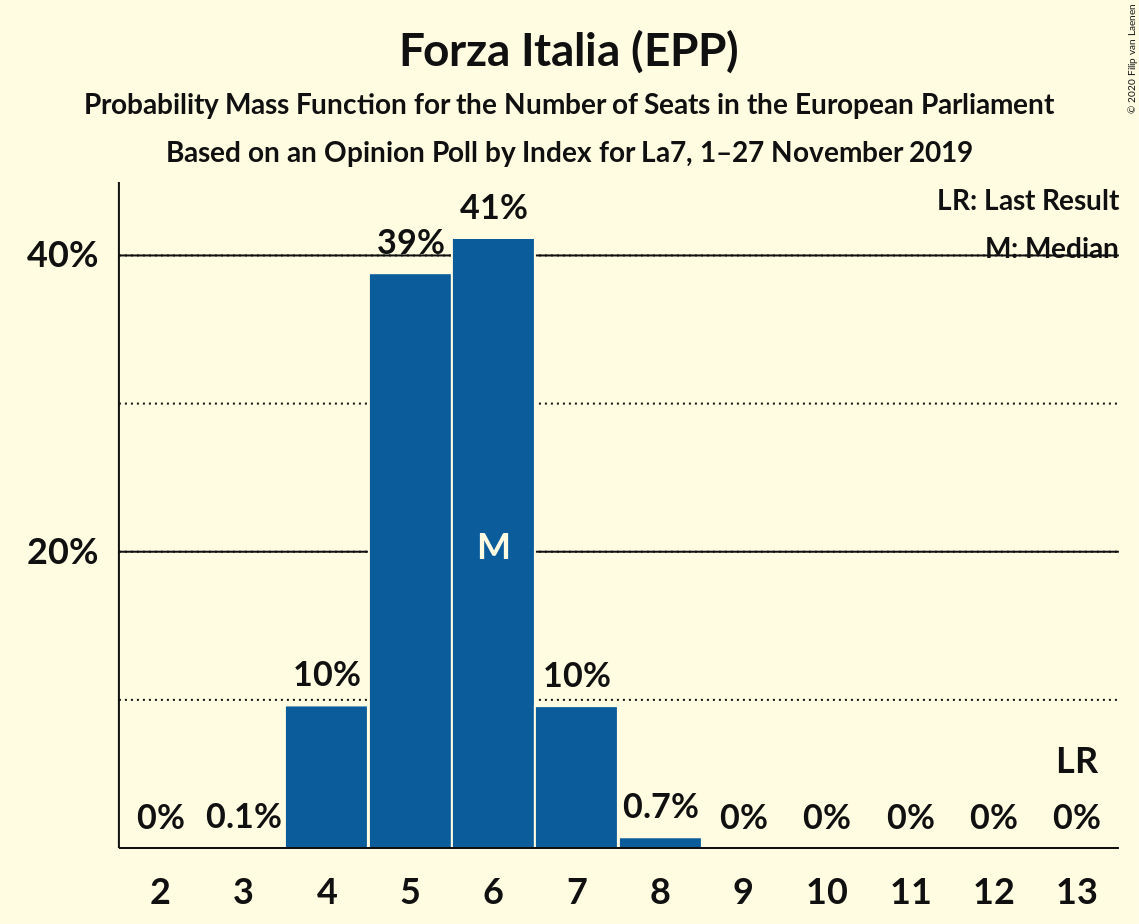 Forza Italia (EPP)
Probability Mass Function for the Number of Seats in the European Parliament
Based on an Opinion Poll by Index for La7, 1–27 November 2019
© 2020 Filip van Laenen
LR: Last Result
M: Median
40%
20%
0%
0.1%
10%
39%
41%
M
10%
0.7%
0%
0%
0%
0%
LR
0%
2 3 4 5 6 7 8 9 10 11 12 13